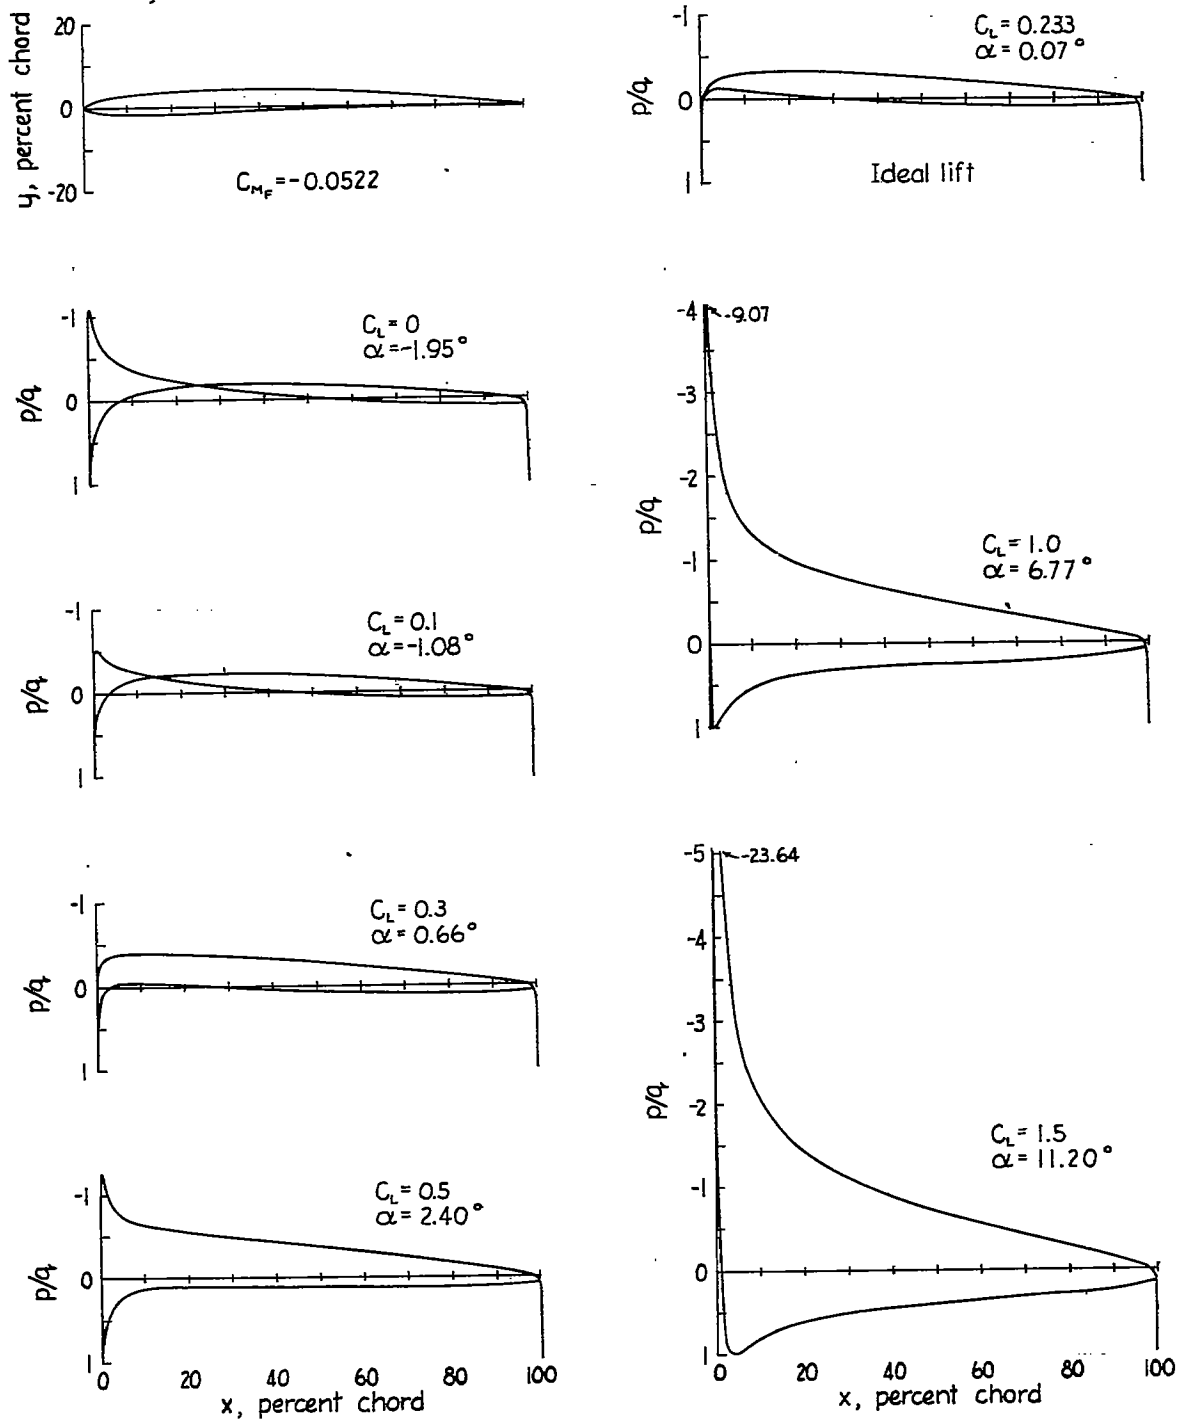 20
0
-20
y, percent chord
C_MF = -0.0522
-1
0
1
p/q
C_L = 0.233
α = 0.07°
Ideal lift
-1
0
1
p/q
C_L = 0
α = -1.95°
-4
-3
-2
-1
0
1
p/q
-9.07
C_L = 1.0
α = 6.77°
-1
0
1
p/q
C_L = 0.1
α = -1.08°
-1
0
1
p/q
C_L = 0.3
α = 0.66°
-5
-4
-3
-2
-1
0
1
p/q
-23.64
C_L = 1.5
α = 11.20°
-1
0
1
p/q
C_L = 0.5
α = 2.40°
0 20 40 60 80 100
x, percent chord
0 20 40 60 80 100
x, percent chord